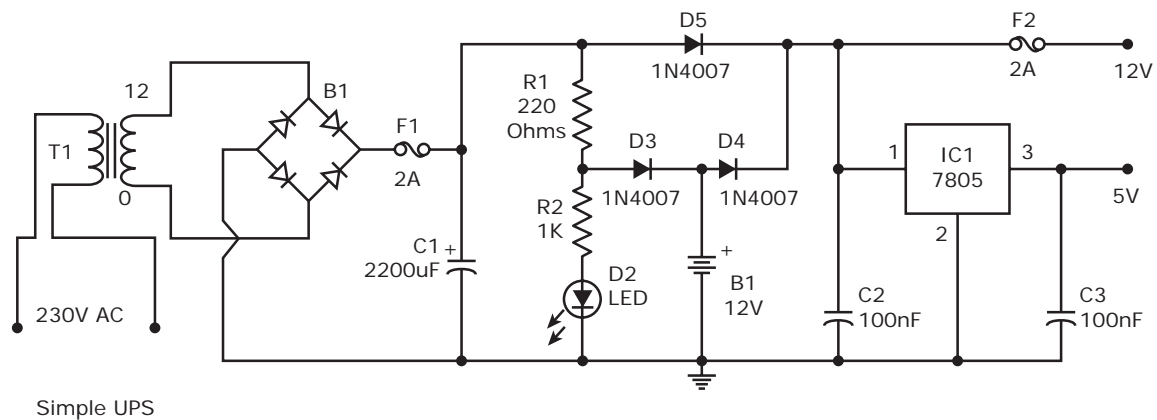 D5
1N4007
F2
2A
12V
12
B1
T1
0
F1
2A
R1
220
Ohms
D3
1N4007
D4
1N4007
1
IC1
7805
3
2
5V
R2
1K
C1
+
2200uF
D2
LED
+
B1
12V
C2
100nF
C3
100nF
230V AC
Simple UPS